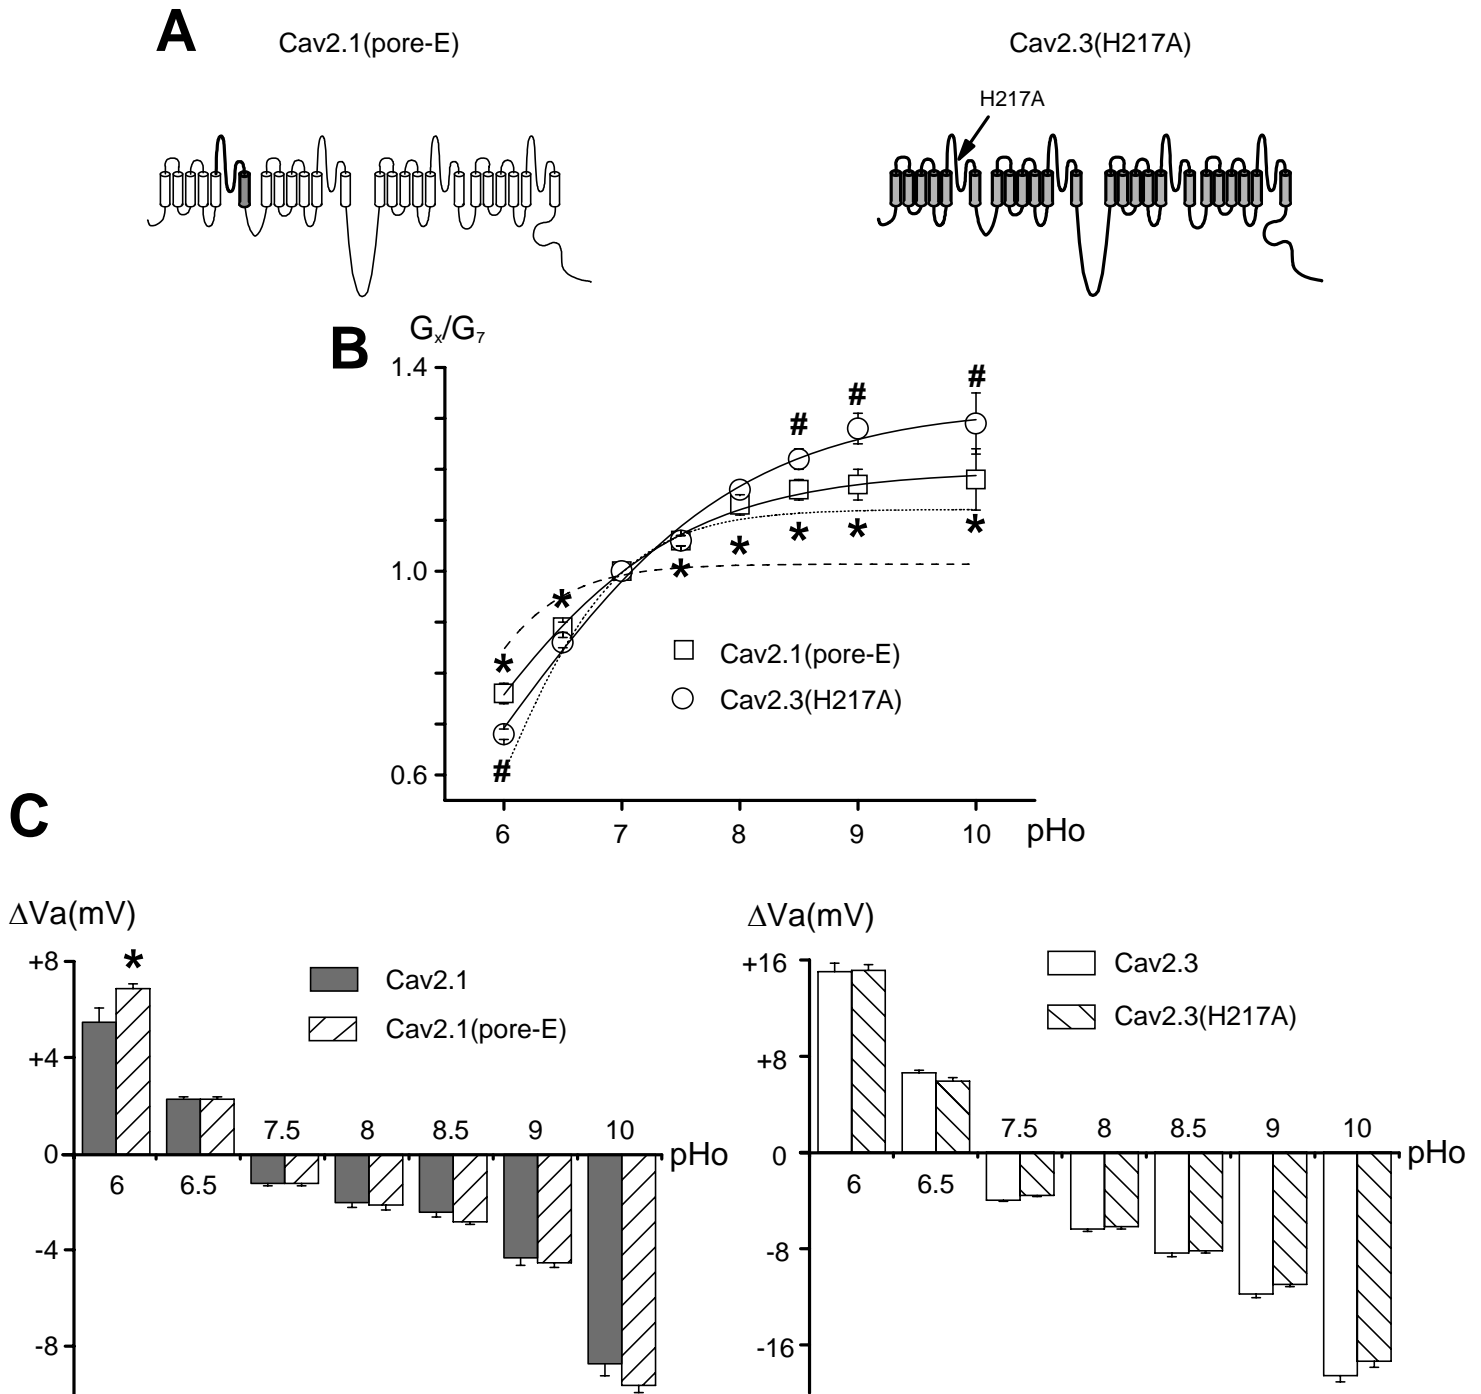 A
Cav2.1(pore-E)
Cav2.3(H217A)
H217A
B
Gx/G7
1.4
#
#
#
*
*
*
*
*
1.0
*
*
Cav2.1(pore-E)
Cav2.3(H217A)
#
0.6
6 7 8 9 10 pHo
C
ΔVa(mV)
+8
*
Cav2.1
Cav2.1(pore-E)
+4
7.5 8 8.5 9 10
0
pHo
6 6.5
-4
-8
ΔVa(mV)
+16
Cav2.3
Cav2.3(H217A)
+8
7.5 8 8.5 9 10
0
pHo
6 6.5
-8
-16